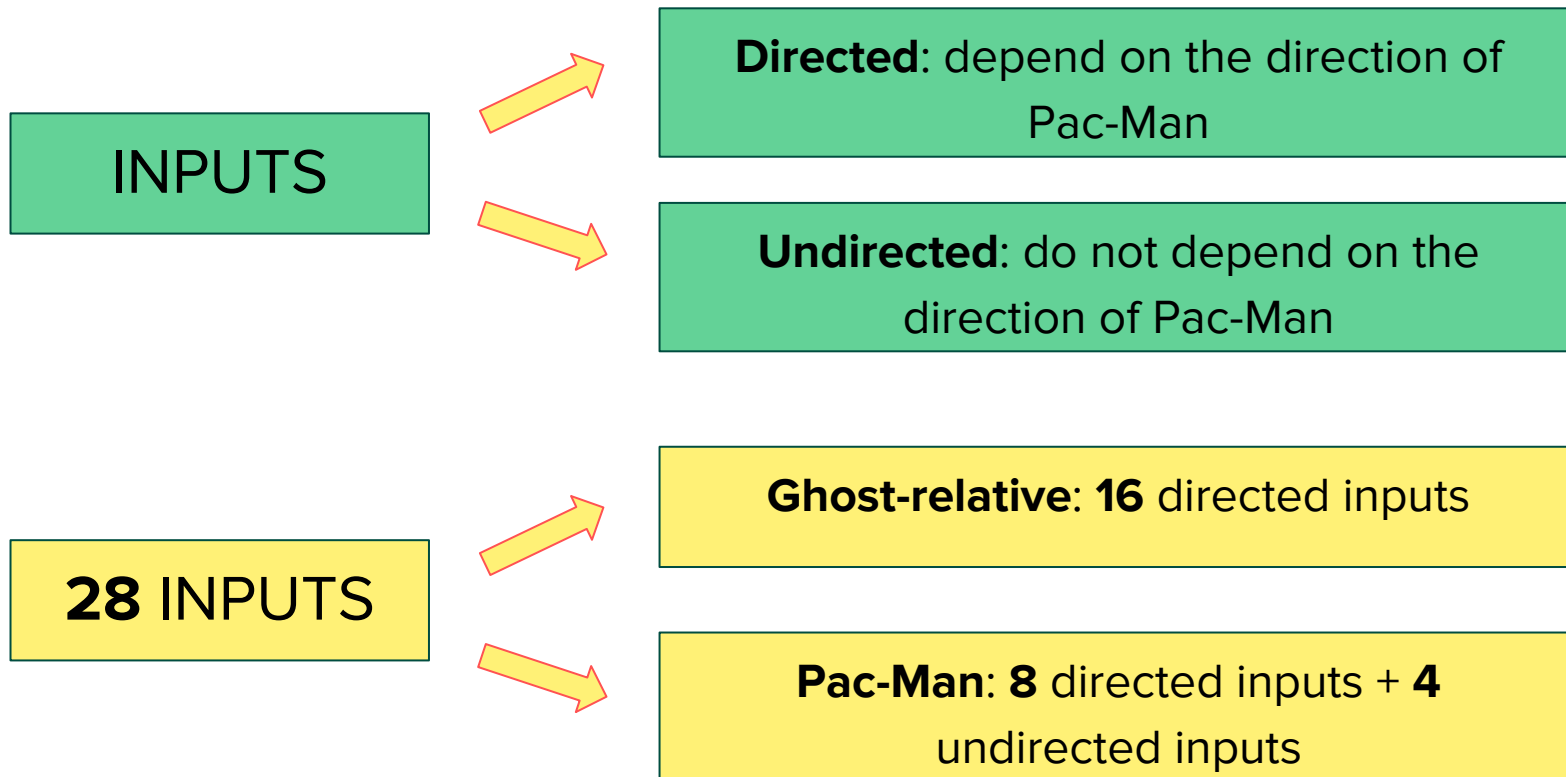 INPUTS
Directed: depend on the direction of
Pac-Man
Undirected: do not depend on the
direction of Pac-Man
28 INPUTS
Ghost-relative: 16 directed inputs
Pac-Man: 8 directed inputs + 4
undirected inputs